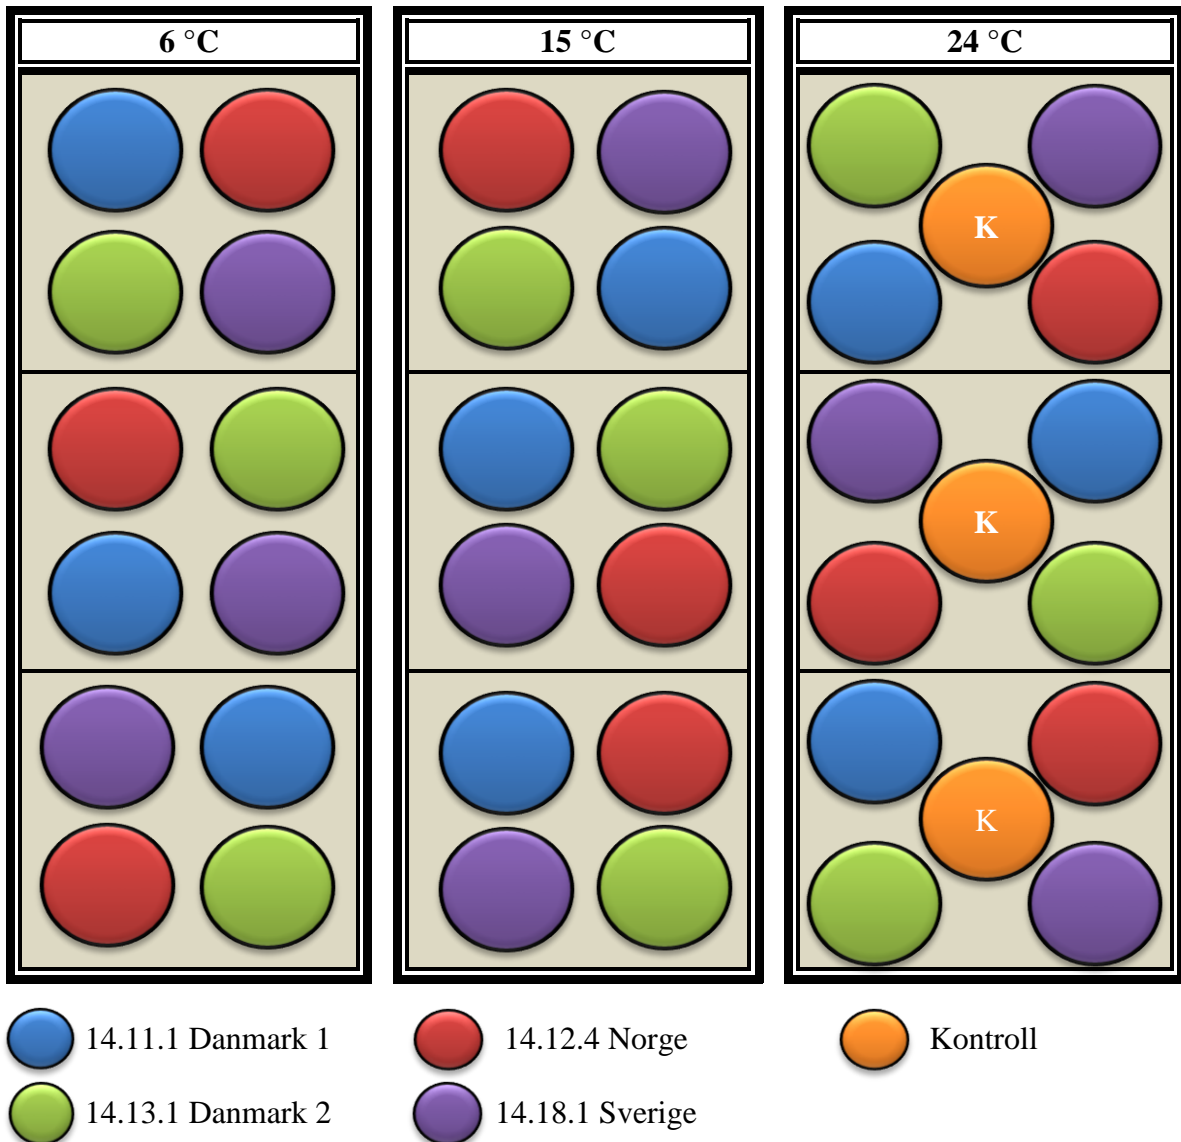 6 °C
15 °C
24 °C
K
K
K
14.11.1 Danmark 1
14.12.4 Norge
Kontroll
14.13.1 Danmark 2
14.18.1 Sverige